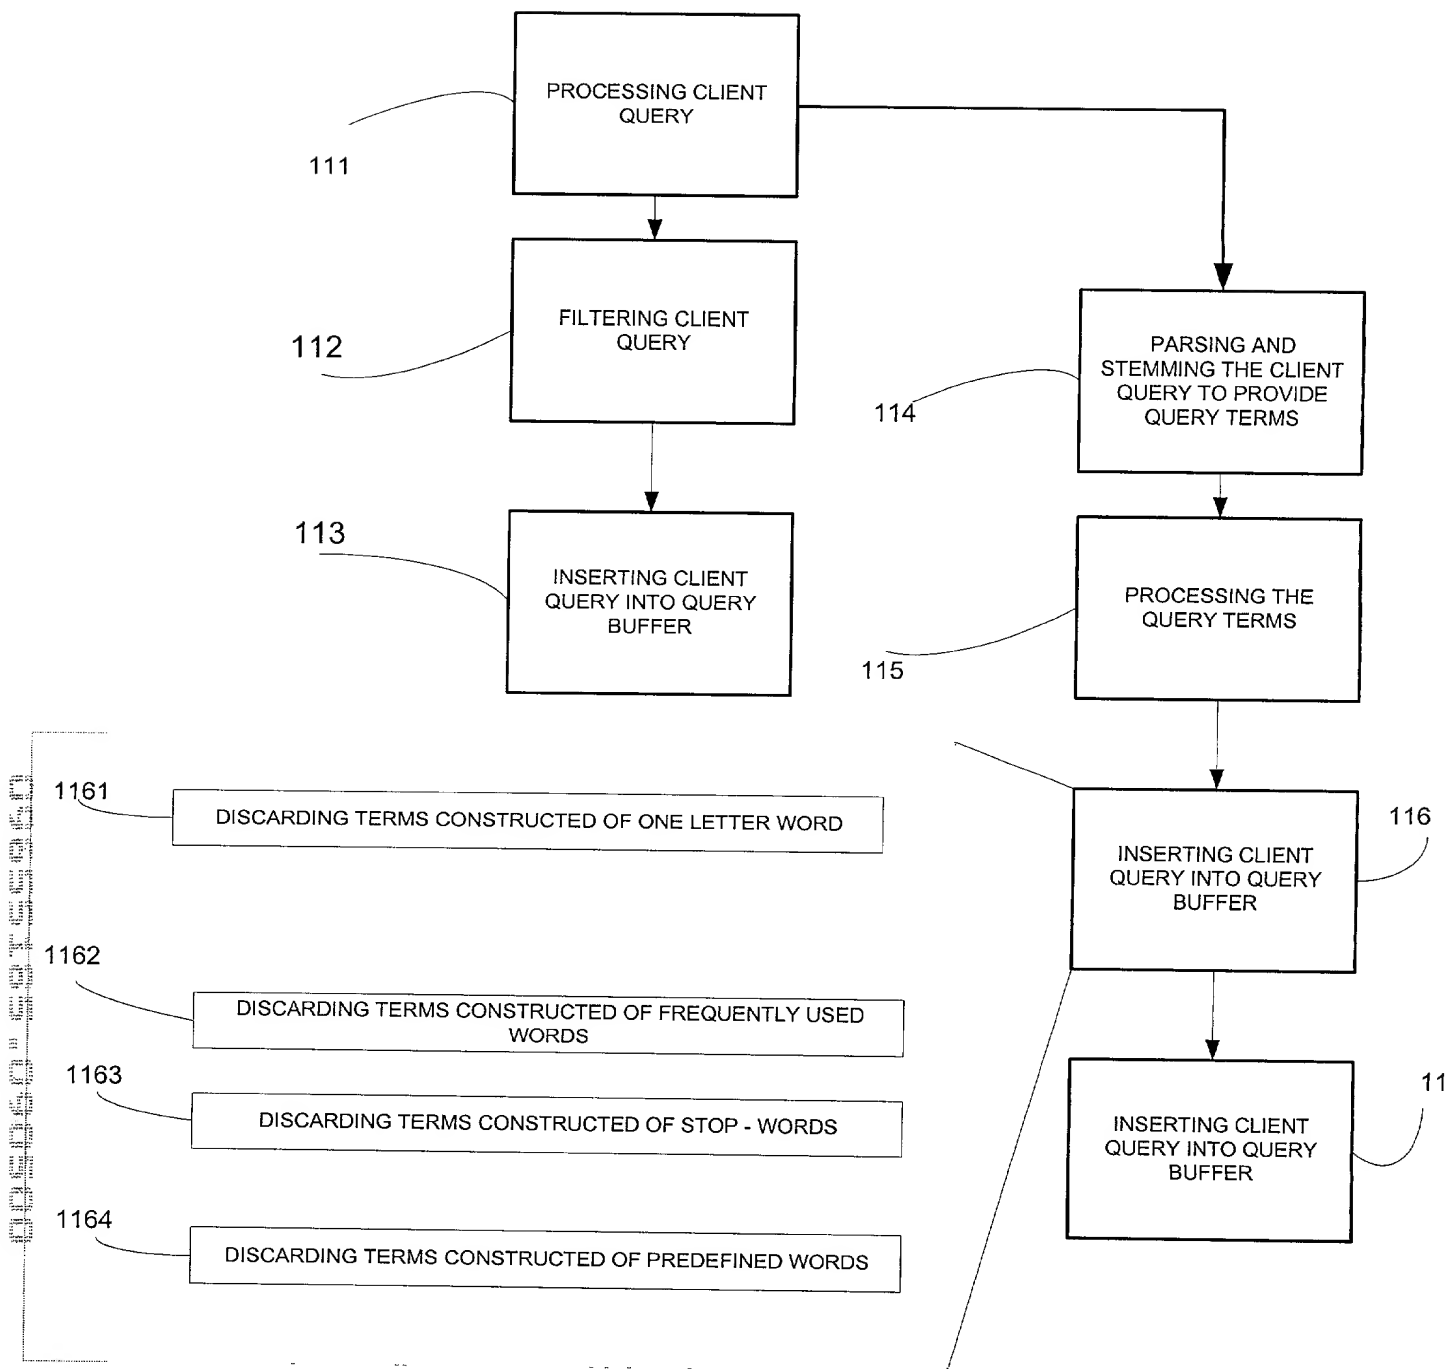 PROCESSING CLIENT
QUERY
111
FILTERING CLIENT
QUERY
112
PARSING AND
STEMMING THE CLIENT
QUERY TO PROVIDE
QUERY TERMS
114
113
INSERTING CLIENT
QUERY INTO QUERY
BUFFER
PROCESSING THE
QUERY TERMS
115
1161
DISCARDING TERMS CONSTRUCTED OF ONE LETTER WORD
116
INSERTING CLIENT
QUERY INTO QUERY
BUFFER
1162
DISCARDING TERMS CONSTRUCTED OF FREQUENTLY USED
WORDS
1163
DISCARDING TERMS CONSTRUCTED OF STOP - WORDS
11
INSERTING CLIENT
QUERY INTO QUERY
BUFFER
1164
DISCARDING TERMS CONSTRUCTED OF PREDEFINED WORDS